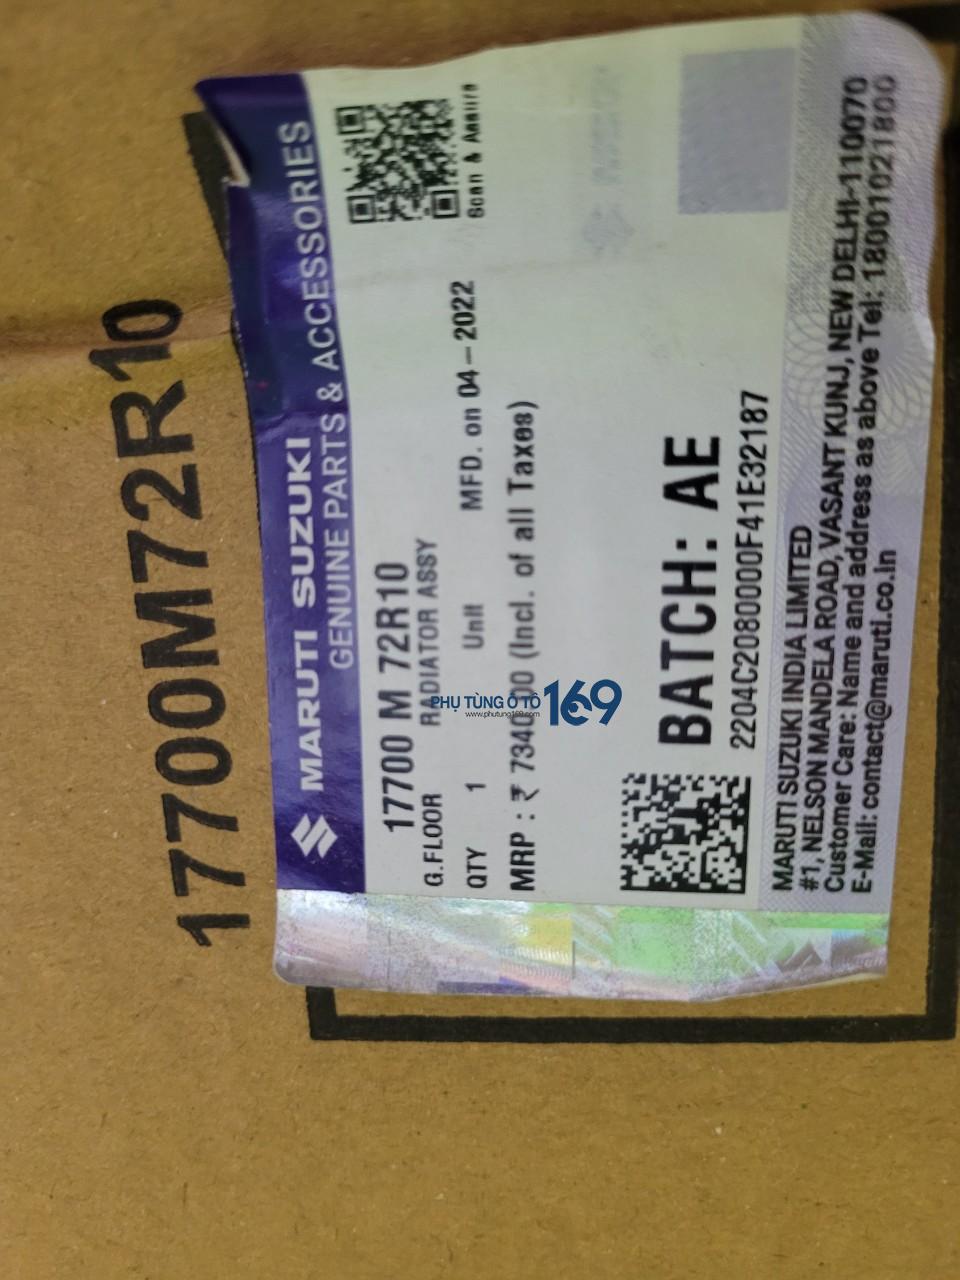 17700M72R10
MARUTI SUZUKI
GENUINE PARTS & ACCESSORIES
17700 M 72R10
G.FLOOR RADIATOR ASSY
QTY 1 Unit MFD. on 04-2022
MRP : ₹ (Incl. of all Taxes)
Scan & Assure
PHỤ TÙNG Ô TÔ 169
www.phutung169.com
BATCH: AE
2204C2080000F41E32187
MARUTI SUZUKI INDIA LIMITED
#1, NELSON MANDELA ROAD, VASANT KUNJ, NEW DELHI-110070
Customer Care: Name and address as above Tel: 18001021800
E-Mail: contact@maruti.co.in